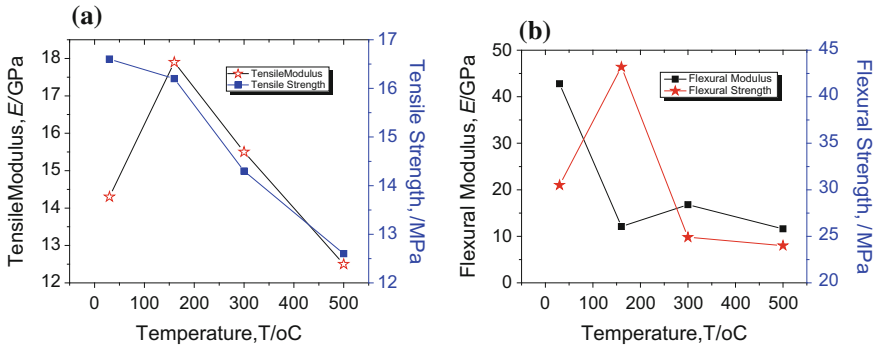 (a)
TensileModulus, E/GPa
18
17
16
15
14
13
12
TensileModulus
Tensile Strength
17
16
15
14
13
12
Tensile Strength, /MPa
0 100 200 300 400 500
Temperature,T/oC
(b)
Flexural Modulus, E/GPa
50
40
30
20
10
0
Flexural Modulus
Flexural Strength
45
40
35
30
25
20
Flexural Strength, /MPa
0 100 200 300 400 500
Temperature,T/oC